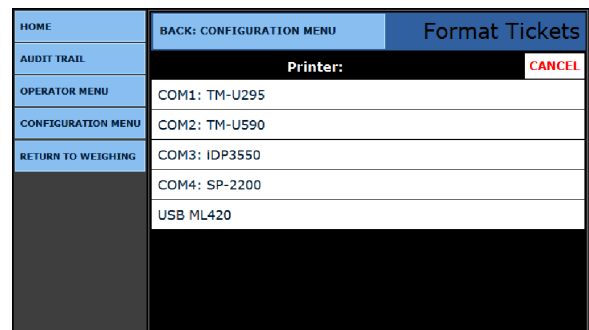 HOME
AUDIT TRAIL
OPERATOR MENU
CONFIGURATION MENU
RETURN TO WEIGHING
BACK: CONFIGURATION MENU
Format Tickets
Printer:
CANCEL
COM1: TM-U295
COM2: TM-U590
COM3: iDP3550
COM4: SP-2200
USB ML420